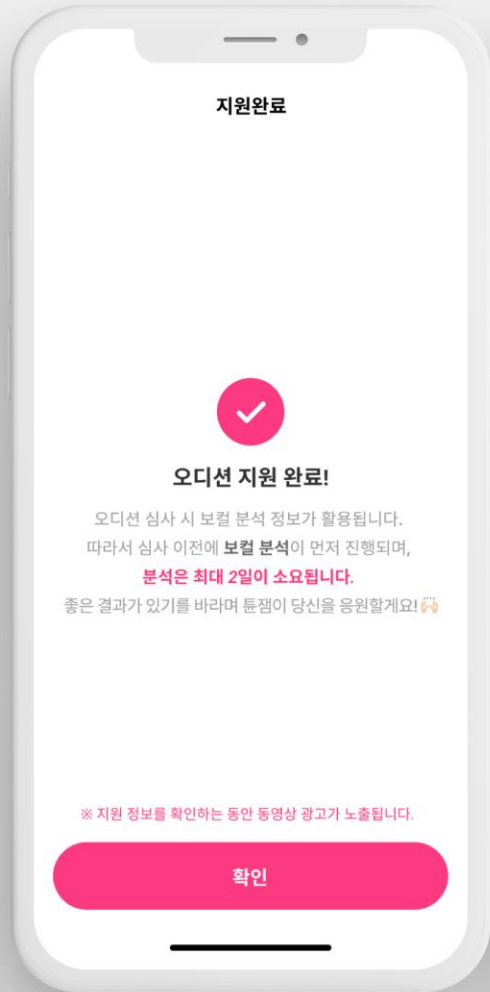 지원완료
오디션 지원 완료!
오디션 심사 시 보컬 분석 정보가 활용됩니다.
따라서 심사 이전에 보컬 분석이 먼저 진행되며,
분석은 최대 2일이 소요됩니다.
좋은 결과가 있기를 바라며 튠잼이 당신을 응원할게요! 🙌🏻
※ 지원 정보를 확인하는 동안 동영상 광고가 노출됩니다.
확인